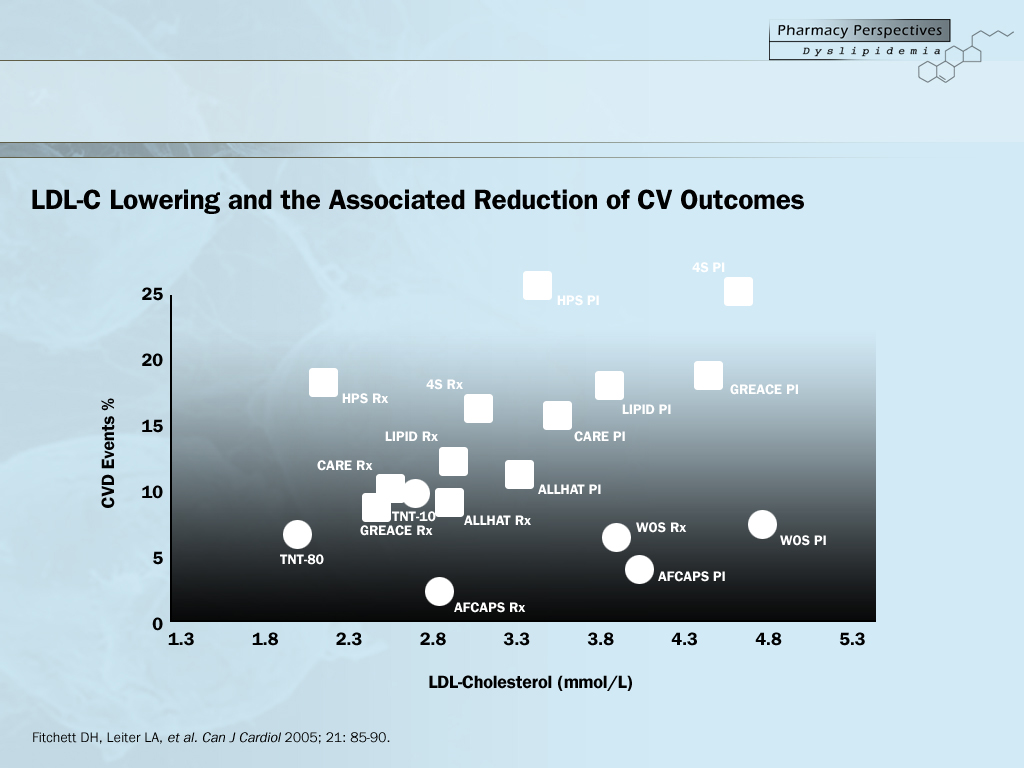 Pharmacy Perspectives
Dyslipidemia
LDL-C Lowering and the Associated Reduction of CV Outcomes
4S PI
25
HPS PI
20
4S Rx
GREACE PI
HPS Rx
LIPID PI
15
LIPID Rx
CARE PI
CARE Rx
10
ALLHAT PI
TNT-10
ALLHAT Rx
GREACE Rx
WOS Rx
WOS PI
5
TNT-80
AFCAPS PI
AFCAPS Rx
0
CVD Events %
1.3 1.8 2.3 2.8 3.3 3.8 4.3 4.8 5.3
LDL-Cholesterol (mmol/L)
Fitchett DH, Leiter LA, et al. Can J Cardiol 2005; 21: 85-90.